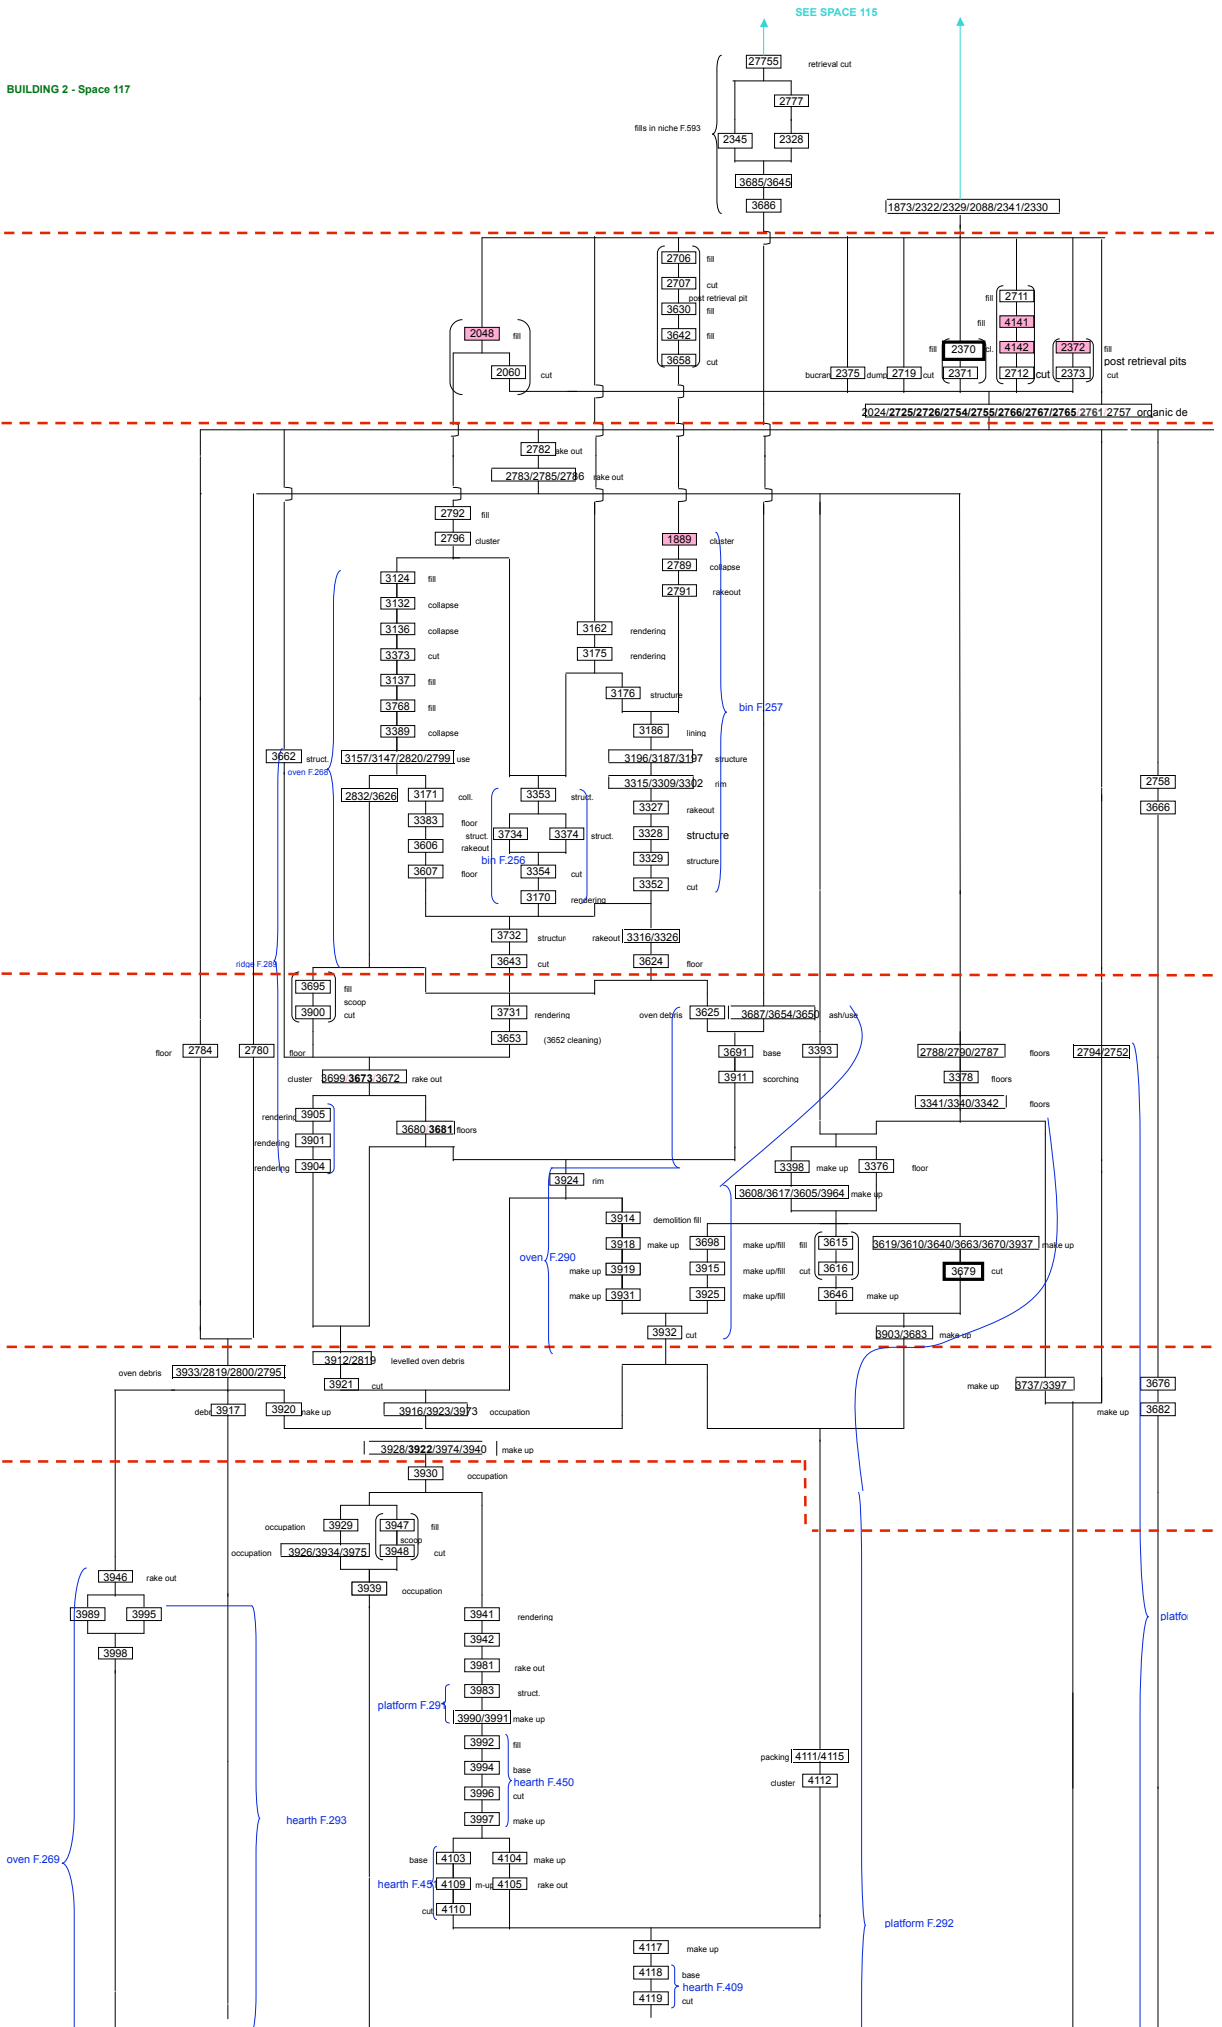 SEE SPACE 115
27755 retrieval cut
BUILDING 2 - Space 117
2777
fills in niche F.593
2345 2328
3685/3645
3686 1873/2322/2329/2088/2341/2330
2706 fill
2707 cut
post retrieval pit
fill 2711
3630 fill
fill 4141
2048 fill 3642 fill
fill 2370 cl. 4142 2372 fill
3658 cut post retrieval pits
2060 cut bucran 2375 dump 2719 cut 2371 2712 cut 2373 cut
2024/2725/2726/2754/2755/2766/2767/2765/2761/2757 organic de
2782 ake out
2783/2785/2786 rake out
2792 fill
2796 cluster 1889 cluster
2789 collapse
3124 fill
2791 rakeout
3132 collapse
3136 collapse 3162 rendering
3373 cut 3175 rendering
3137 fill
3176 structure
3768 fill bin F.257
3389 collapse 3186 lining
3662 struct. 3157/3147/2820/2799 use 3196/3187/3197 structure
oven F.268
3315/3309/3302 rim 2758
2832/3626 3171 coll. 3353 struct.
3327 rakeout 3666
3383 floor
struct. 3734 3374 struct. 3328 structure
3606 rakeout
bin F.256 3329 structure
3607 floor 3354 cut
3352 cut
3170 rendering
3732 structur rakeout 3316/3326
ridge F.289 3643 cut 3624 floor
3695 fill
scoop
3900 cut 3731 rendering oven debris 3625 3687/3654/3650 ash/use
3653 (3652 cleaning)
floor 2784 2780 floor 3691 base 3393 2788/2790/2787 floors 2794/2752
cluster 3699/3673/3672 rake out 3911 scorching 3378 floors
3341/3340/3342 floors
rendering 3905
3680/3681 floors
rendering 3901
rendering 3904 3398 make up 3376 floor
3924 rim
3608/3617/3605/3964 make up
3914 demolition fill
3918 make up 3698 make up/fill fill 3615 3619/3610/3640/3663/3670/3937 make up
oven F.290
make up 3919 3915 make up/fill cut 3616 3679 cut
make up 3931 3925 make up/fill 3646 make up
3932 cut 3903/3683 make up
3912/2819 levelled oven debris
oven debris 3933/2819/2800/2795
3921 cut make up 3737/3397 3676
debr 3917 3920 make up 3916/3923/3973 occupation make up 3682
3928/3922/3974/3940 make up
3930 occupation
occupation 3929 3947 fill
scoop
occupation 3926/3934/3975 3948 cut
3946 rake out
3939 occupation
3989 3995 3941 rendering platfo
3942
3998
3981 rake out
3983 struct.
platform F.291
3990/3991 make up
3992 fill
packing 4111/4115
3994 base
hearth F.450 cluster 4112
3996 cut
hearth F.293 3997 make up
oven F.269 base 4103 4104 make up
hearth F.45 4109 m-up 4105 rake out
cut 4110
platform F.292
4117 make up
4118 base
hearth F.409
4119 cut